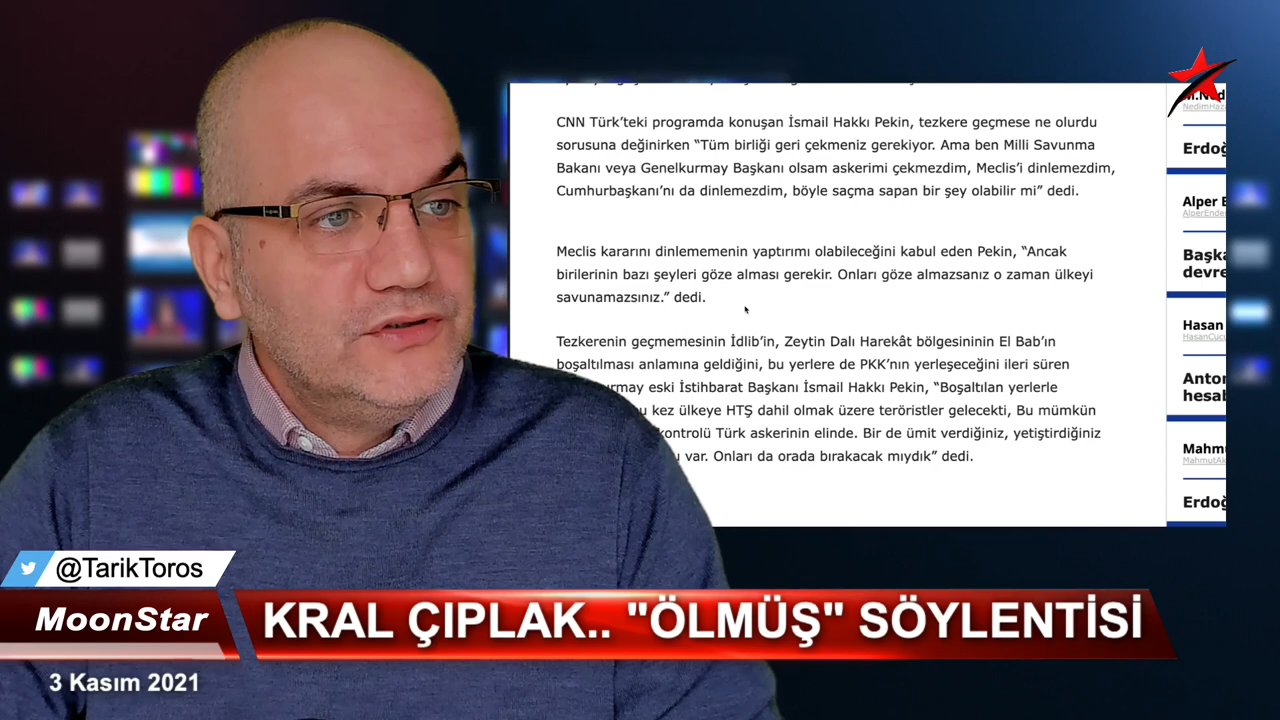 CNN Türk’teki programda konuşan İsmail Hakkı Pekin, tezkere geçmese ne olurdu
sorusuna değinirken “Tüm birliği geri çekmeniz gerekiyor. Ama ben Milli Savunma
Bakanı veya Genelkurmay Başkanı olsam askerimi çekmezdim, Meclis’i dinlemezdim,
Cumhurbaşkanı’nı da dinlemezdim, böyle saçma sapan bir şey olabilir mi” dedi.
Meclis kararını dinlememenin yaptırımı olabileceğini kabul eden Pekin, “Ancak
birilerinin bazı şeyleri göze alması gerekir. Onları göze almazsanız o zaman ülkeyi
savunamazsınız.” dedi.
Tezkerenin geçmemesinin İdlib’in, Zeytin Dalı Harekât bölgesininin El Bab’ın
boşaltılması anlamına geldiğini, bu yerlere de PKK’nın yerleşeceğini ileri süren
urmay eski İstihbarat Başkanı İsmail Hakkı Pekin, “Boşaltılan yerlerle
u kez ülkeye HTŞ dahil olmak üzere teröristler gelecekti, Bu mümkün
kontrolü Türk askerinin elinde. Bir de ümit verdiğiniz, yetiştirdiğiniz
var. Onları da orada bırakacak mıydık” dedi.
M.Ned
NedimHaz
Erdoğ
Alper E
AlperEnde
Başka
devre
Hasan
HasanCuc
Anton
hesab
Mahmu
MahmutAk
Erdoğ
@TarikToros
MoonStar
KRAL ÇIPLAK.. "ÖLMÜŞ" SÖYLENTİSİ
3 Kasım 2021